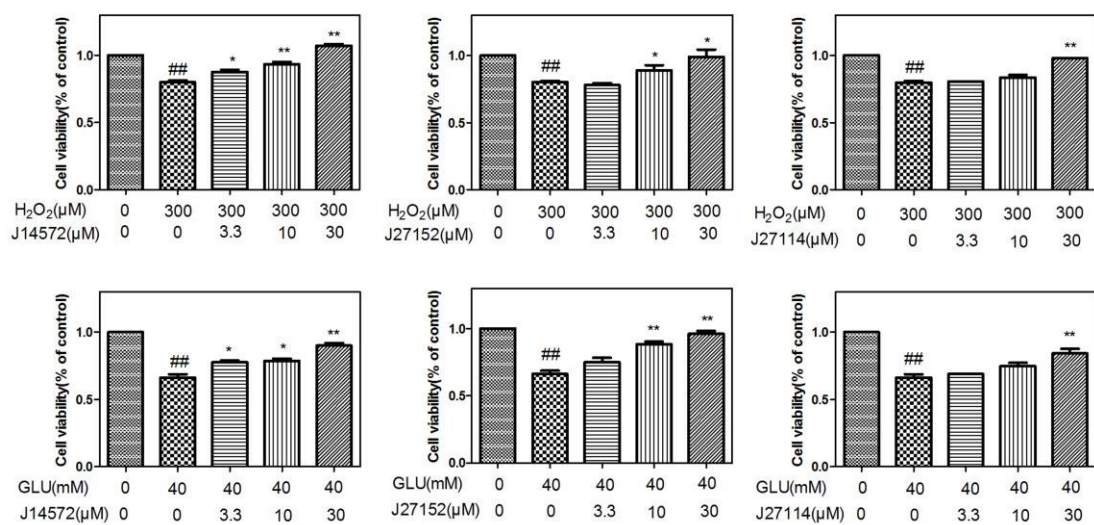 Cell viability(% of control)
1.0
0.5
0.0
##
*
**
**
H₂O₂(μM) 0 300 300 300 300
J14572(μM) 0 0 3.3 10 30
Cell viability(% of control)
1.0
0.5
0.0
##
*
*
H₂O₂(μM) 0 300 300 300 300
J27152(μM) 0 0 3.3 10 30
Cell viability(% of control)
1.0
0.5
0.0
##
**
H₂O₂(μM) 0 300 300 300 300
J27114(μM) 0 0 3.3 10 30
Cell viability(% of control)
1.0
0.5
0.0
##
*
*
**
GLU(mM) 0 40 40 40 40
J14572(μM) 0 0 3.3 10 30
Cell viability(% of control)
1.0
0.5
0.0
##
**
**
GLU(mM) 0 40 40 40 40
J27152(μM) 0 0 3.3 10 30
Cell viability(% of control)
1.0
0.5
0.0
##
**
GLU(mM) 0 40 40 40 40
J27114(μM) 0 0 3.3 10 30